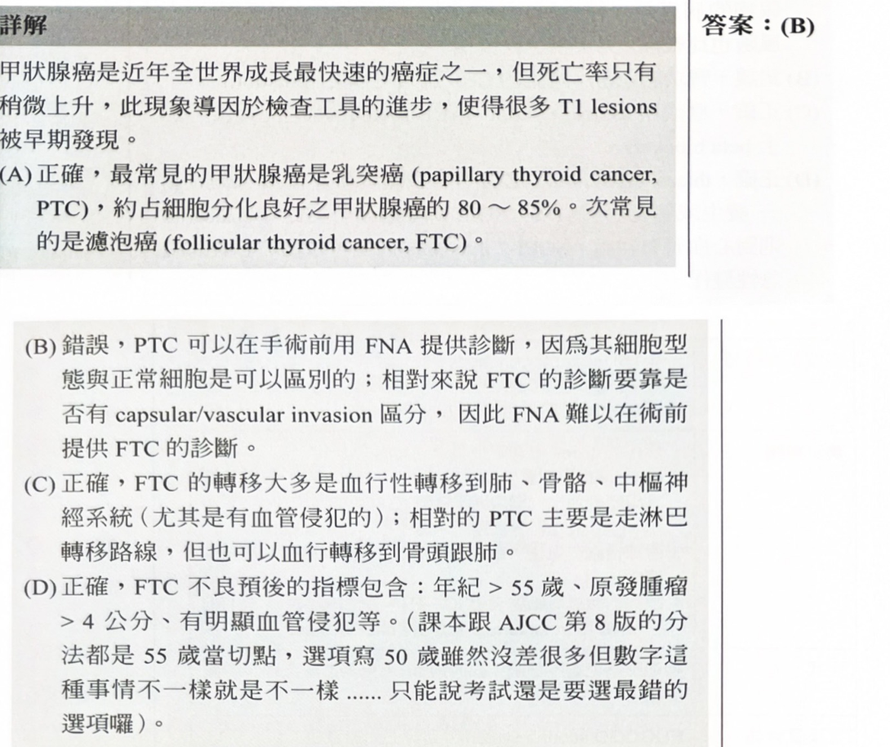 詳解
答案：(B)
甲狀腺癌是近年全世界成長最快速的癌症之一，但死亡率只有
稍微上升，此現象導因於檢查工具的進步，使得很多 T1 lesions
被早期發現。
(A) 正確，最常見的甲狀腺癌是乳突癌 (papillary thyroid cancer,
PTC)，約占細胞分化良好之甲狀腺癌的 80 ～ 85%。次常見
的是濾泡癌 (follicular thyroid cancer, FTC)。
(B) 錯誤，PTC 可以在手術前用 FNA 提供診斷，因爲其細胞型
態與正常細胞是可以區別的；相對來說 FTC 的診斷要靠是
否有 capsular/vascular invasion 區分， 因此 FNA 難以在術前
提供 FTC 的診斷。
(C) 正確，FTC 的轉移大多是血行性轉移到肺、骨骼、中樞神
經系統（尤其是有血管侵犯的）；相對的 PTC 主要是走淋巴
轉移路線，但也可以血行轉移到骨頭跟肺。
(D) 正確，FTC 不良預後的指標包含：年紀 > 55 歲、原發腫瘤
> 4 公分、有明顯血管侵犯等。（課本跟 AJCC 第 8 版的分
法都是 55 歲當切點，選項寫 50 歲雖然沒差很多但數字這
種事情不一樣就是不一樣 ...... 只能說考試還是要選最錯的
選項囉）。